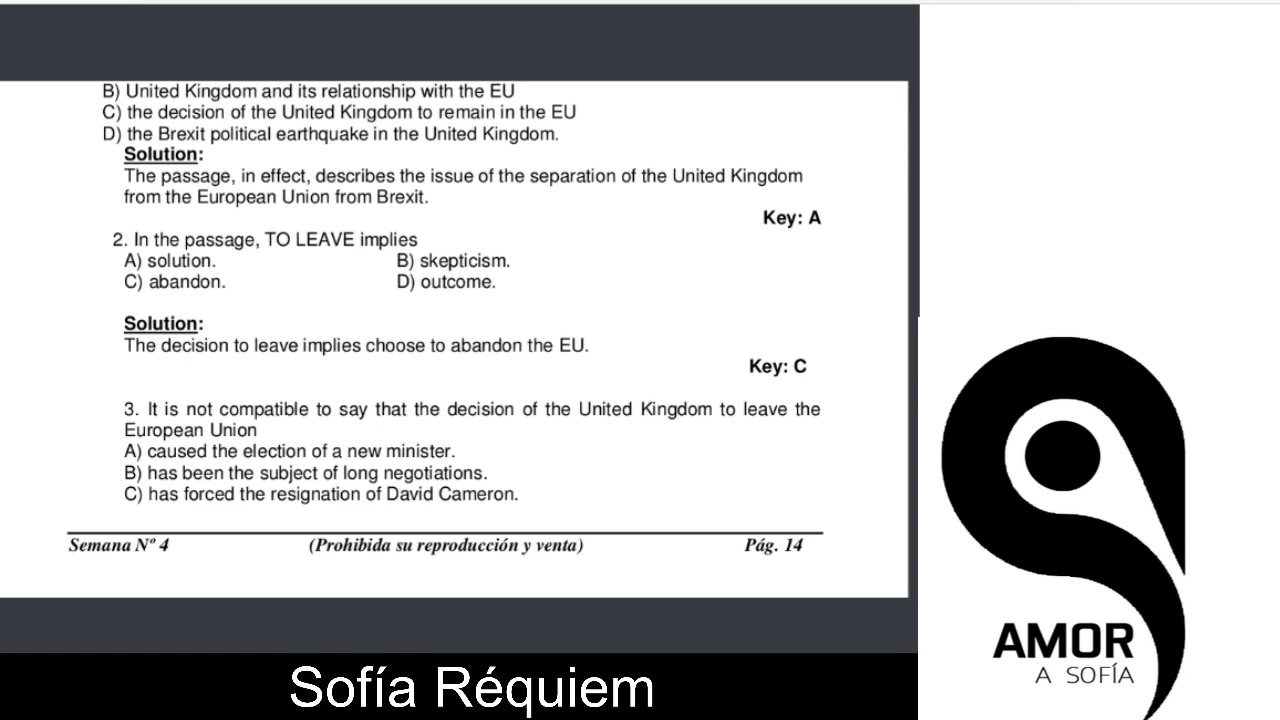 B) United Kingdom and its relationship with the EU
C) the decision of the United Kingdom to remain in the EU
D) the Brexit political earthquake in the United Kingdom.
Solution:
The passage, in effect, describes the issue of the separation of the United Kingdom
from the European Union from Brexit.
Key: A
2. In the passage, TO LEAVE implies
A) solution. B) skepticism.
C) abandon. D) outcome.
Solution:
The decision to leave implies choose to abandon the EU.
Key: C
3. It is not compatible to say that the decision of the United Kingdom to leave the
European Union
A) caused the election of a new minister.
B) has been the subject of long negotiations.
C) has forced the resignation of David Cameron.
Semana Nº 4 (Prohibida su reproducción y venta) Pág. 14
Sofía Réquiem
AMOR
A SOFÍA